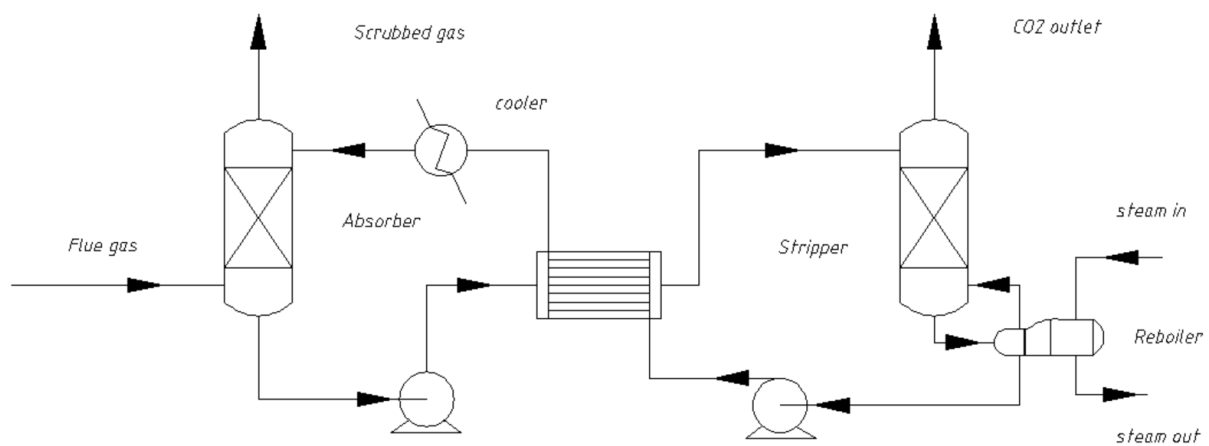 Scrubbed gas
CO2 outlet
cooler
Absorber
steam in
Flue gas
Stripper
Reboiler
steam out